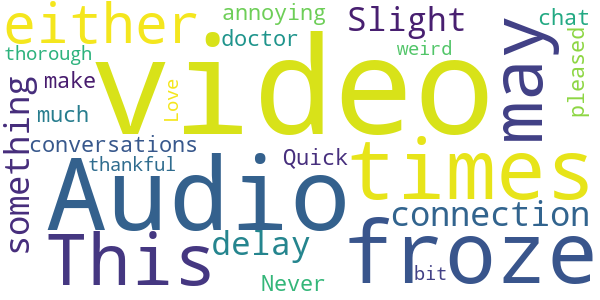 either
annoying
Slight
chat
thorough
doctor
weird
pleased
video
may
make
Love
much
something
conversations
thankful
Quick
times
Audio
connection
This
delay
froze
bit
Never